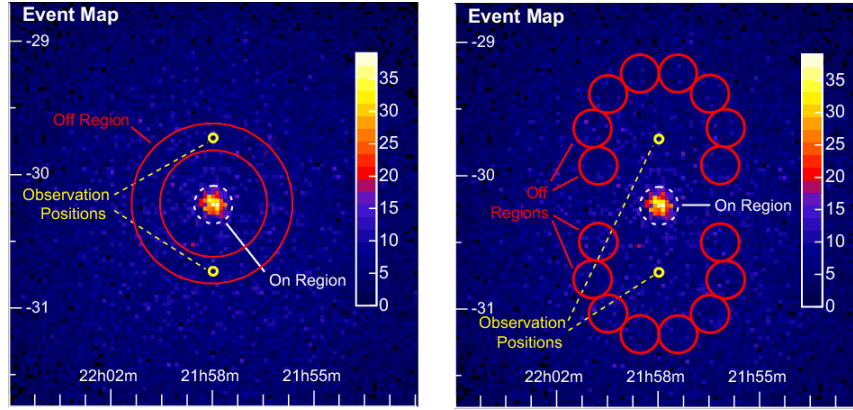 Event Map
-29
-30
-31
Off Region
Observation
Positions
On Region
35
30
25
20
15
10
5
0
22h02m
21h58m
21h55m
Event Map
-29
-30
-31
Off
Regions
On Region
Observation
Positions
35
30
25
20
15
10
5
0
22h02m
21h58m
21h55m